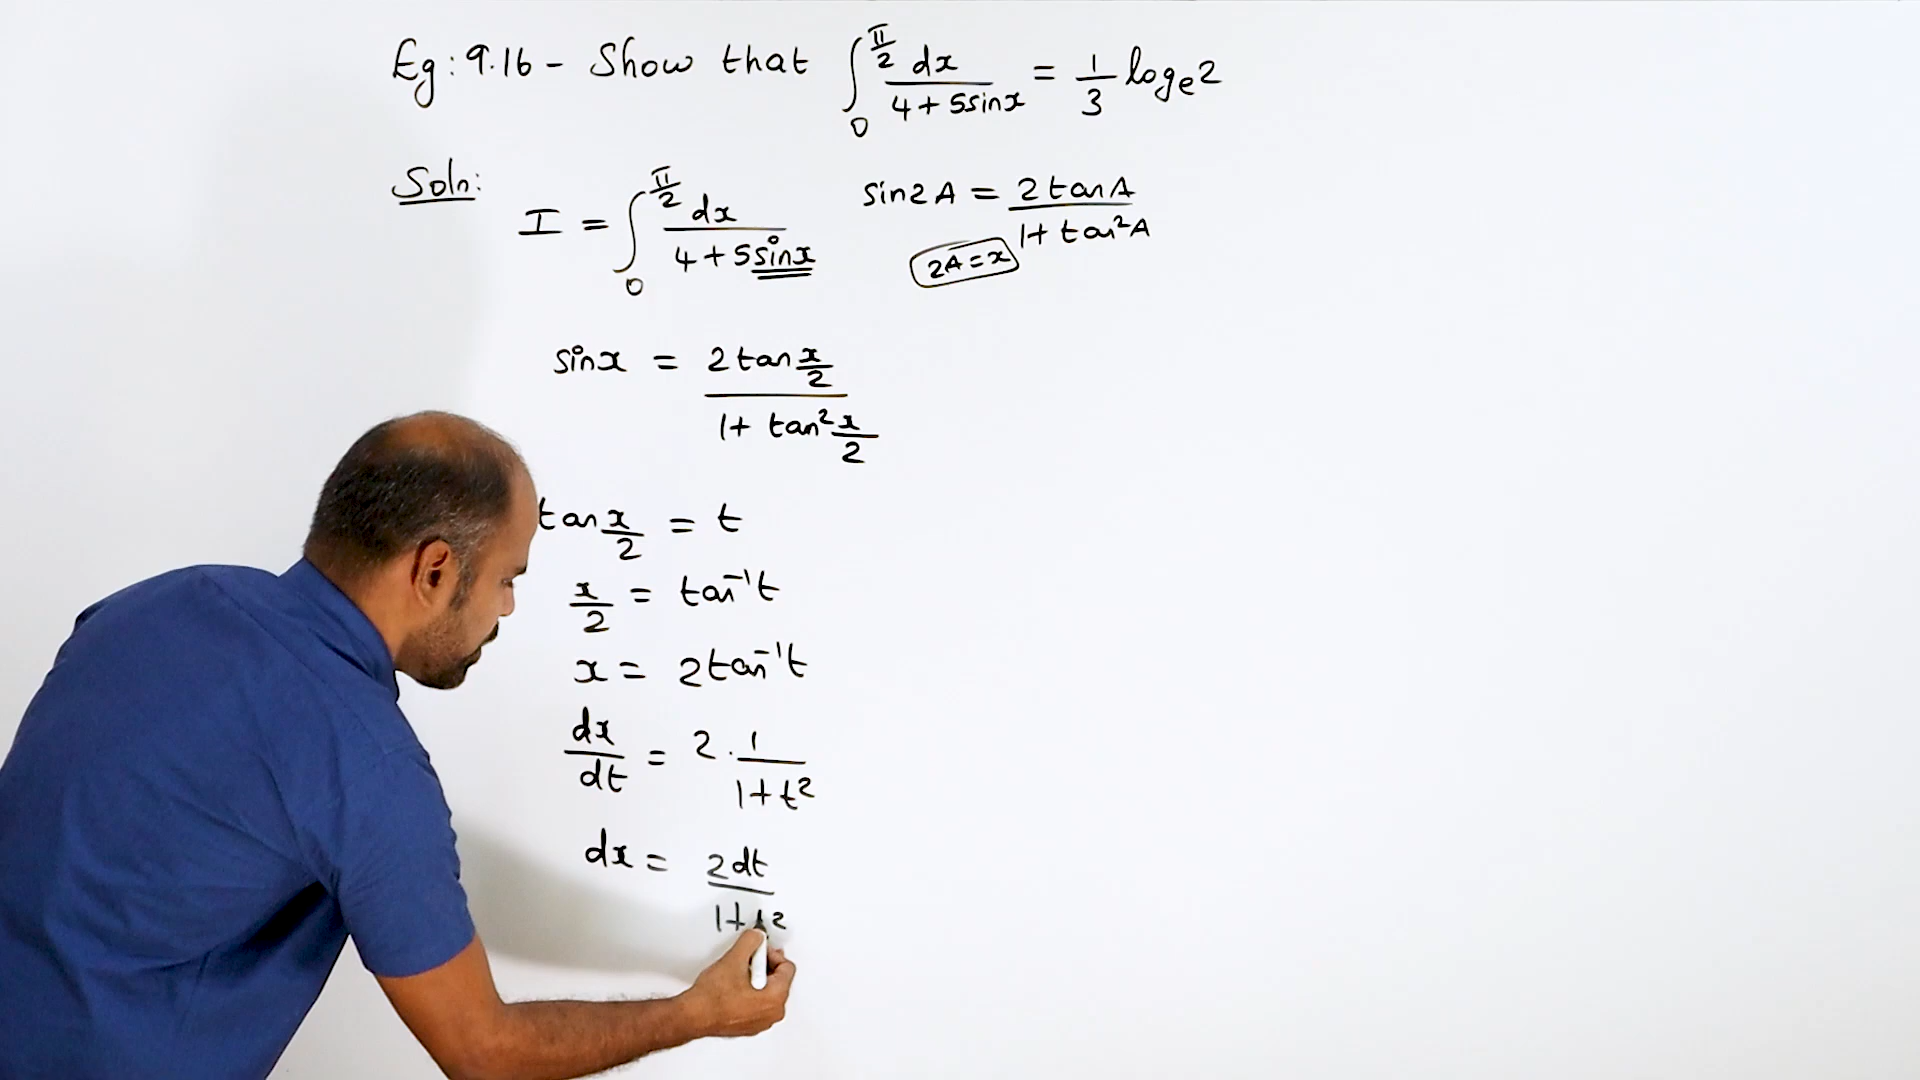 Eg: 9.16 - Show that ∫₀^(π/2) dx/(4+5sinx) = 1/3 logₑ2
Soln:
I = ∫₀^(π/2) dx/(4+5sinx)
sin2A = 2tanA/(1+tan²A)
2A=x
sinx = 2tan(x/2)/(1+tan²(x/2))
tan(x/2) = t
x/2 = tan⁻¹t
x = 2tan⁻¹t
dx/dt = 2·1/(1+t²)
dx = 2dt/(1+t²)